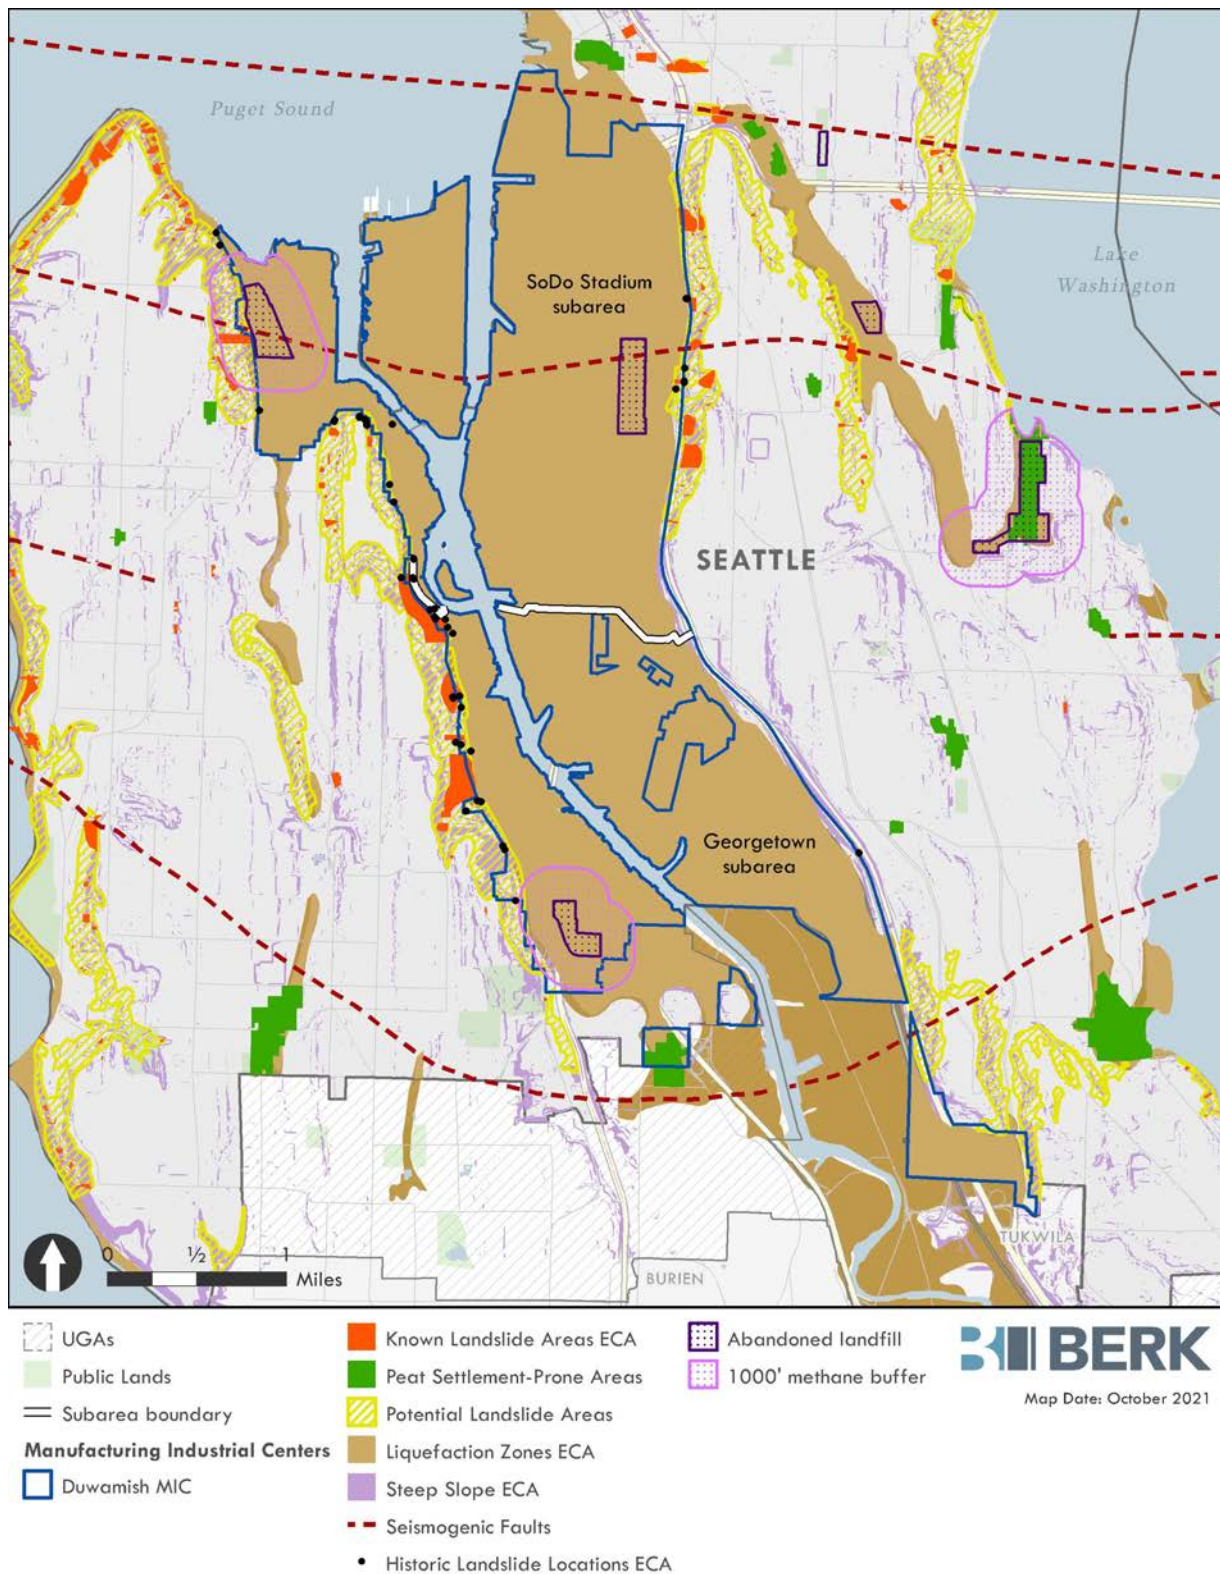 Puget Sound
Lake
Washington
SoDo Stadium
subarea
SEATTLE
Georgetown
subarea
TUKWILA
BURIEN
0 ½ 1
Miles
UGAs
Public Lands
Subarea boundary
Manufacturing Industrial Centers
Duwamish MIC
Known Landslide Areas ECA
Peat Settlement-Prone Areas
Potential Landslide Areas
Liquefaction Zones ECA
Steep Slope ECA
Seismogenic Faults
Historic Landslide Locations ECA
Abandoned landfill
1000' methane buffer
BERK
Map Date: October 2021